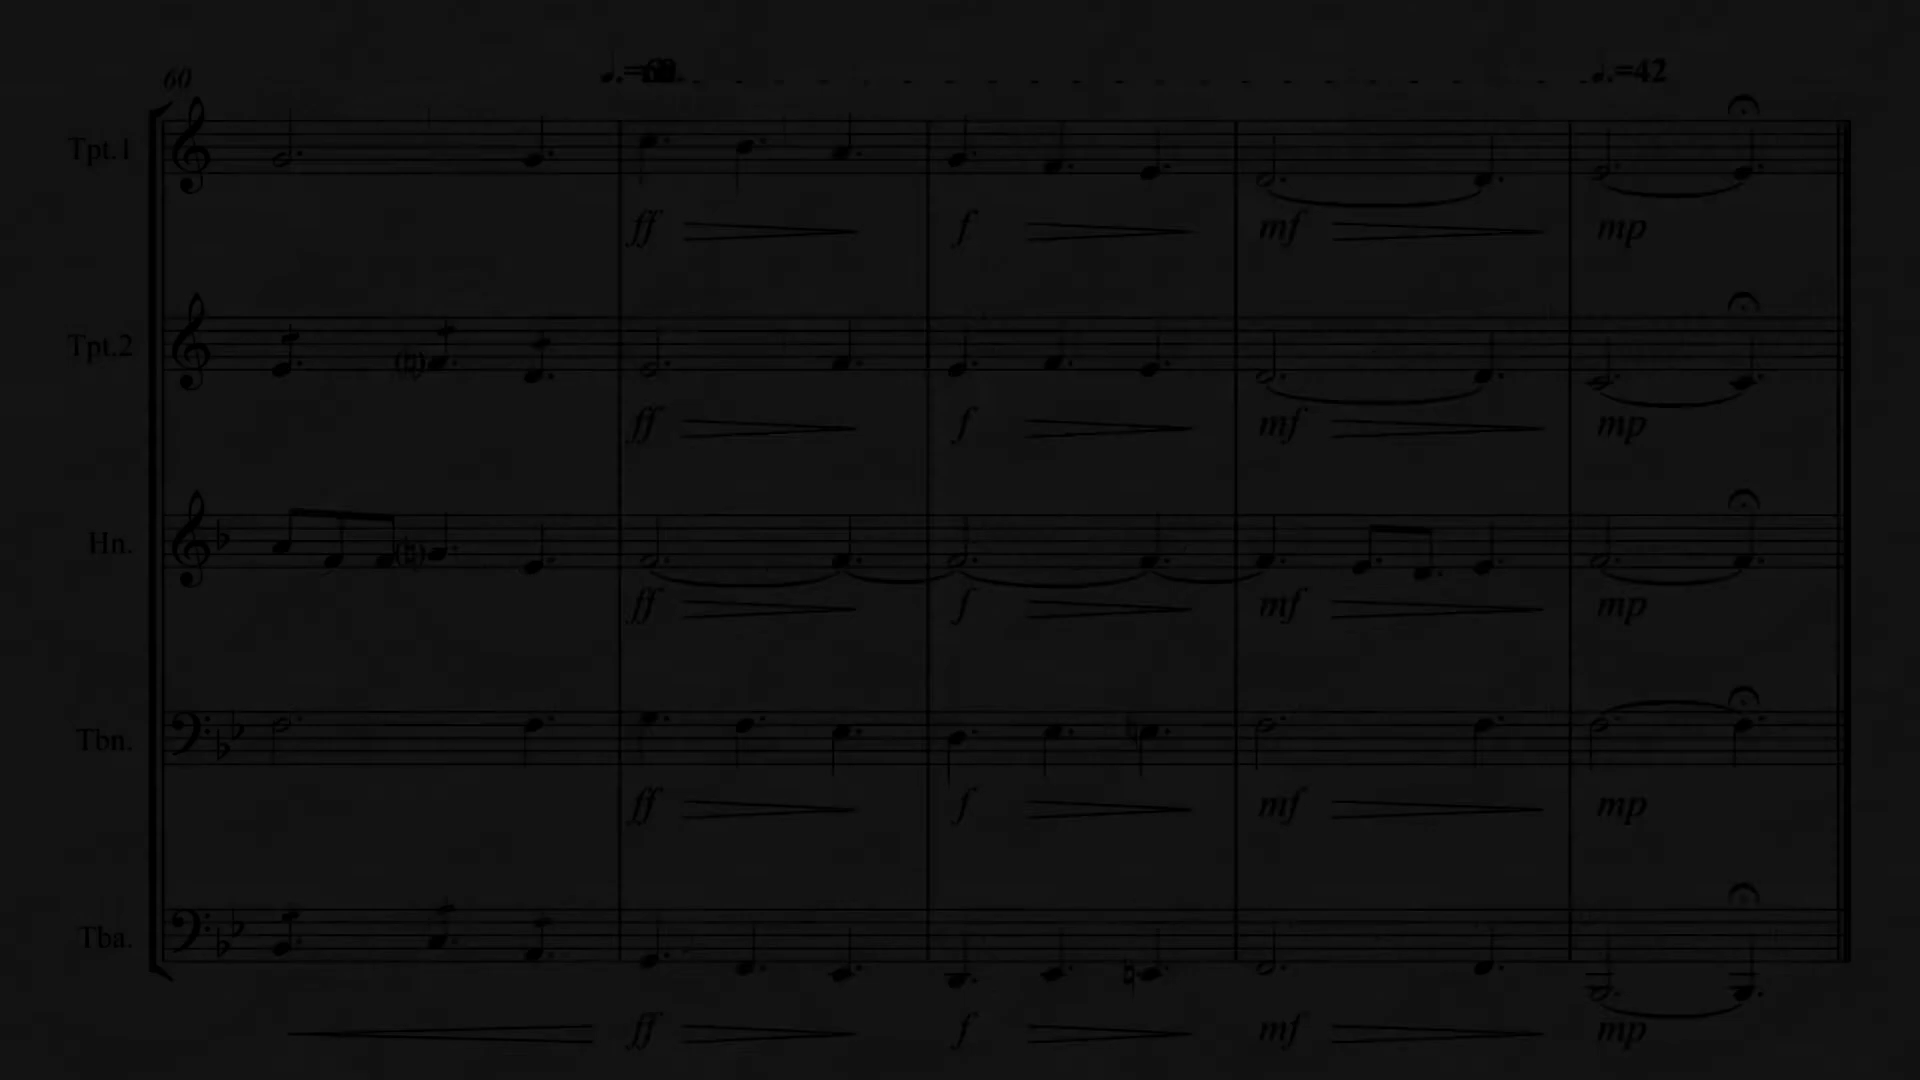 60
♩.=42
Tpt.1
ff f mf mp
Tpt.2
ff f mf mp
Hn.
ff f mf mp
Tbn.
ff f mf mp
Tba.
ff f mf mp